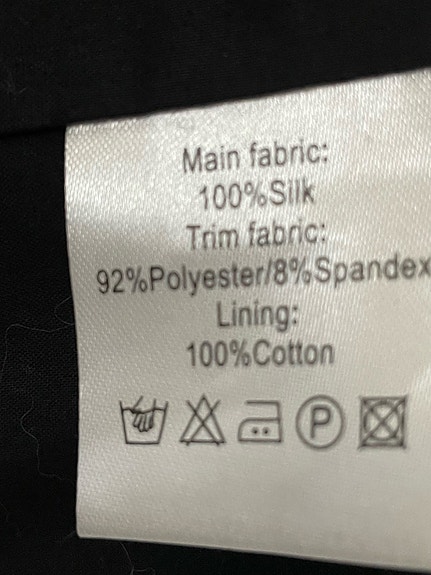 Main fabric:
100%Silk
Trim fabric:
92%Polyester/8%Spandex
Lining:
100%Cotton
P